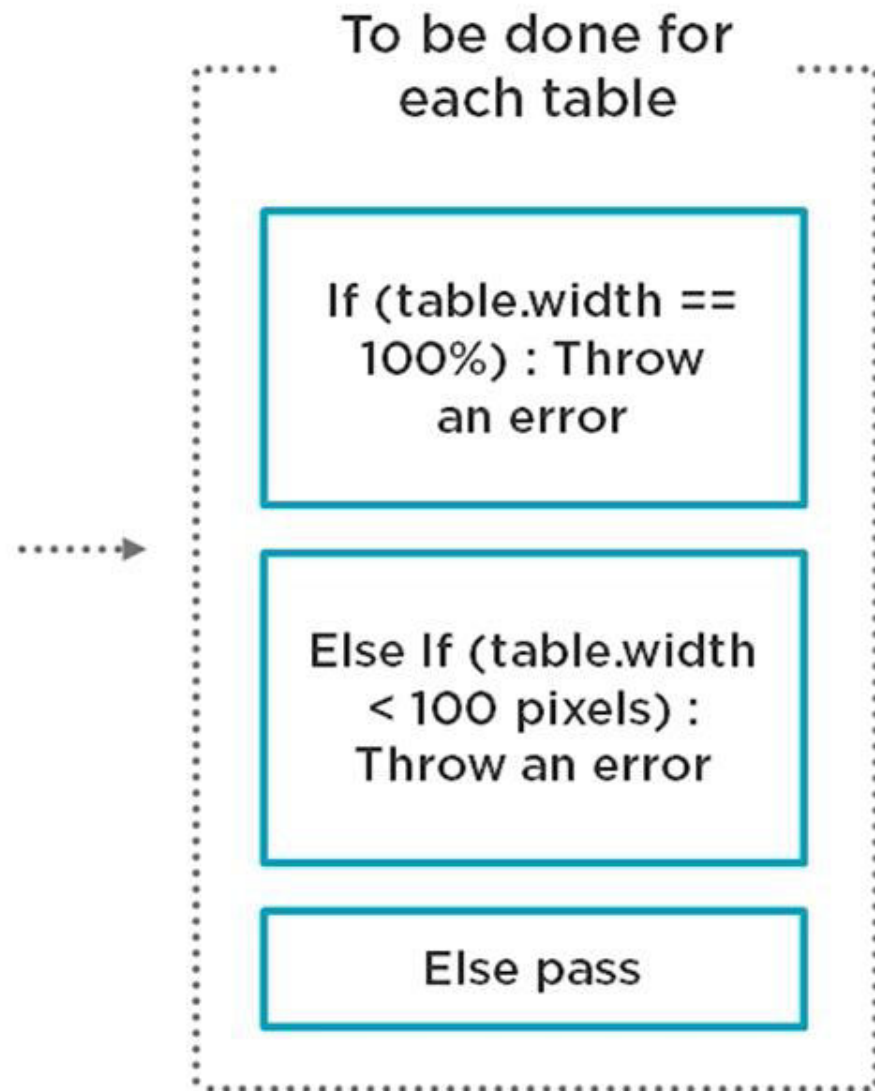 To be done for
each table
If (table.width ==
100%) : Throw
an error
Else If (table.width
< 100 pixels) :
Throw an error
Else pass